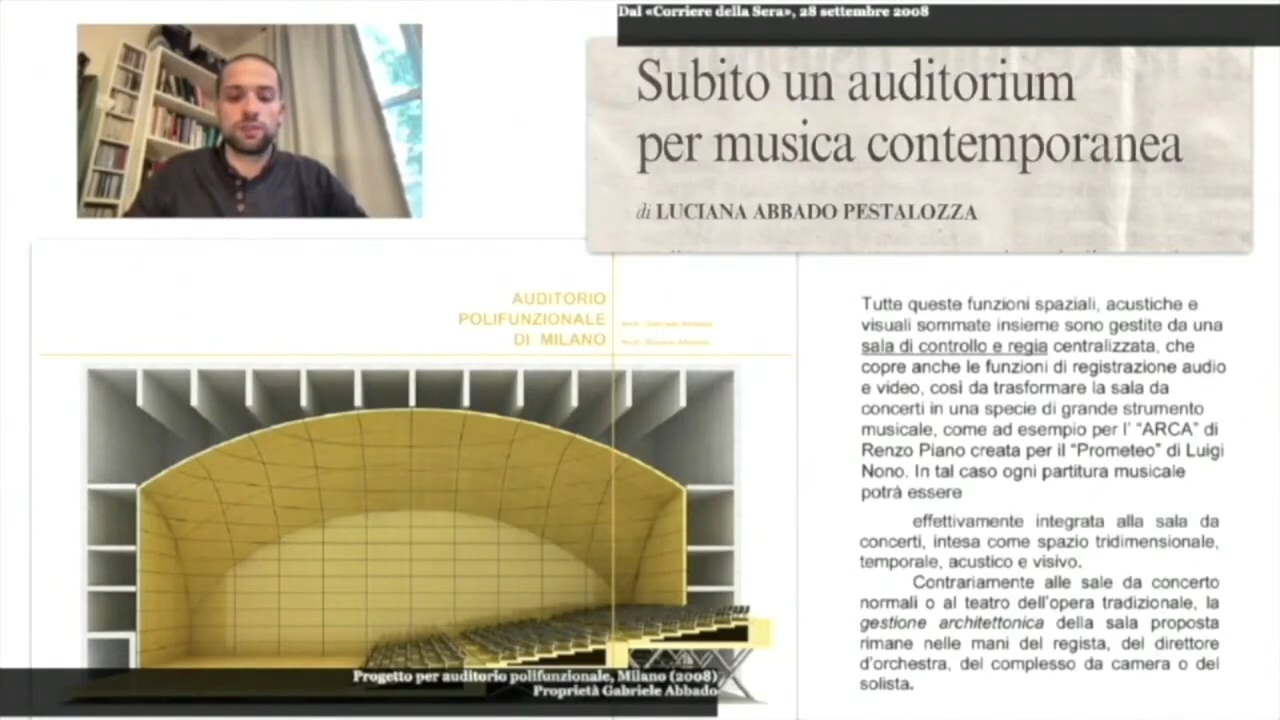 Dal «Corriere della Sera», 28 settembre 2008
Subito un auditorium
per musica contemporanea
di LUCIANA ABBADO PESTALOZZA
AUDITORIO
POLIFUNZIONALE
DI MILANO
Tutte queste funzioni spaziali, acustiche e
visuali sommate insieme sono gestite da una
sala di controllo e regia centralizzata, che
copre anche le funzioni di registrazione audio
e video, così da trasformare la sala da
concerti in una specie di grande strumento
musicale, come ad esempio per l' "ARCA" di
Renzo Piano creata per il "Prometeo" di Luigi
Nono. In tal caso ogni partitura musicale
potrà essere
effettivamente integrata alla sala da
concerti, intesa come spazio tridimensionale,
temporale, acustico e visivo.
Contrariamente alle sale da concerto
normali o al teatro dell'opera tradizionale, la
gestione architettonica della sala proposta
rimane nelle mani del regista, del direttore
d'orchestra, del complesso da camera o del
solista.
Progetto per auditorio polifunzionale, Milano (2008)
Proprietà Gabriele Abbado